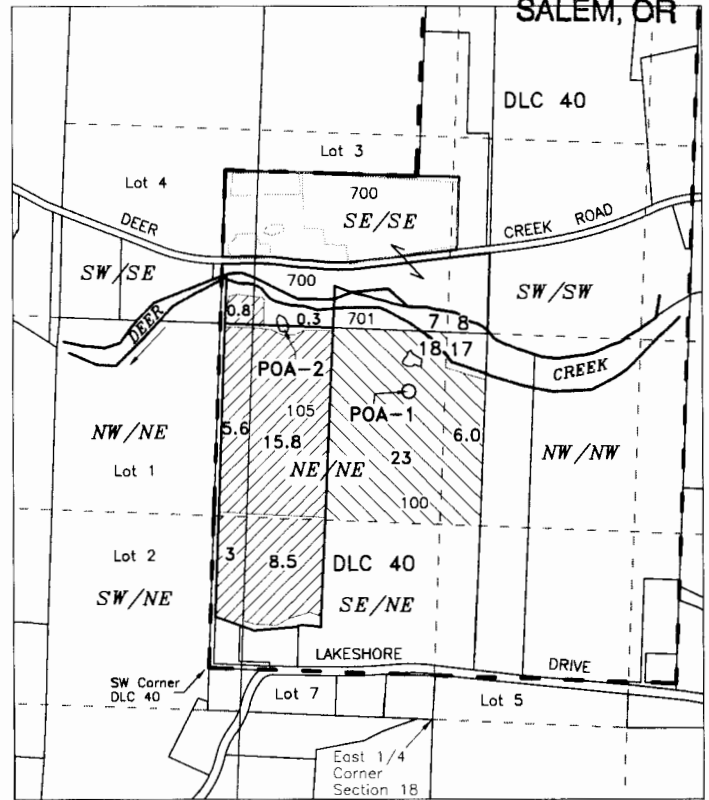 SALEM, OR
DLC 40
Lot 3
Lot 4
700
DEER
SE/SE
CREEK ROAD
SW/SE
700
SW/SW
0.8
0.3
701
7 8
DEER
18 17
CREEK
POA-2
POA-1
105
5.6
15.8
6.0
NW/NE
NE/NE
23
NW/NW
Lot 1
100
Lot 2
3
8.5
DLC 40
SW/NE
SE/NE
LAKESHORE
DRIVE
SW Corner
DLC 40
Lot 7
Lot 5
East 1/4
Corner
Section 18